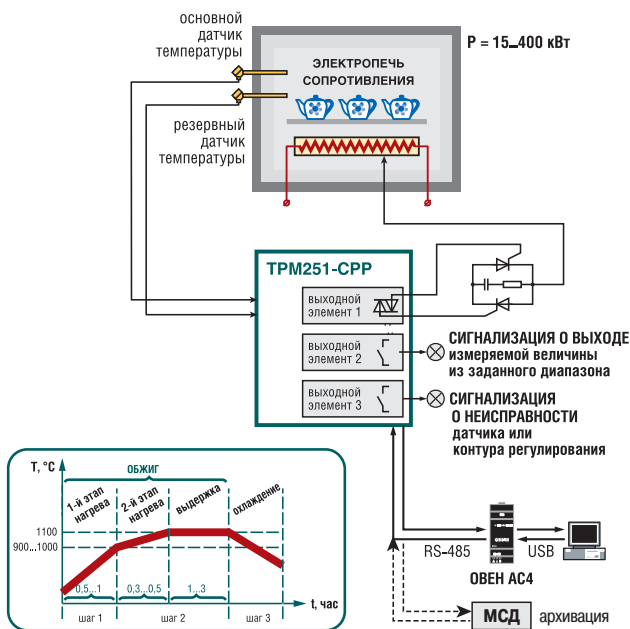 основной
датчик
температуры
P = 15...400 кВт
ЭЛЕКТРОПЕЧЬ
СОПРОТИВЛЕНИЯ
резервный
датчик
температуры
ТРМ251-СРР
выходной
элемент 1
выходной
элемент 2
СИГНАЛИЗАЦИЯ О ВЫХОДЕ
измеряемой величины
из заданного диапазона
выходной
элемент 3
СИГНАЛИЗАЦИЯ
О НЕИСПРАВНОСТИ
датчика или
контура регулирования
T, °C
ОБЖИГ
1-й этап
нагрева
2-й этап
нагрева
выдержка
охлаждение
1100
900...1000
0,5...1
0,3...0,5
1...3
t, час
шаг 1
шаг 2
шаг 3
RS-485
USB
ОВЕН АС4
МСД
архивация